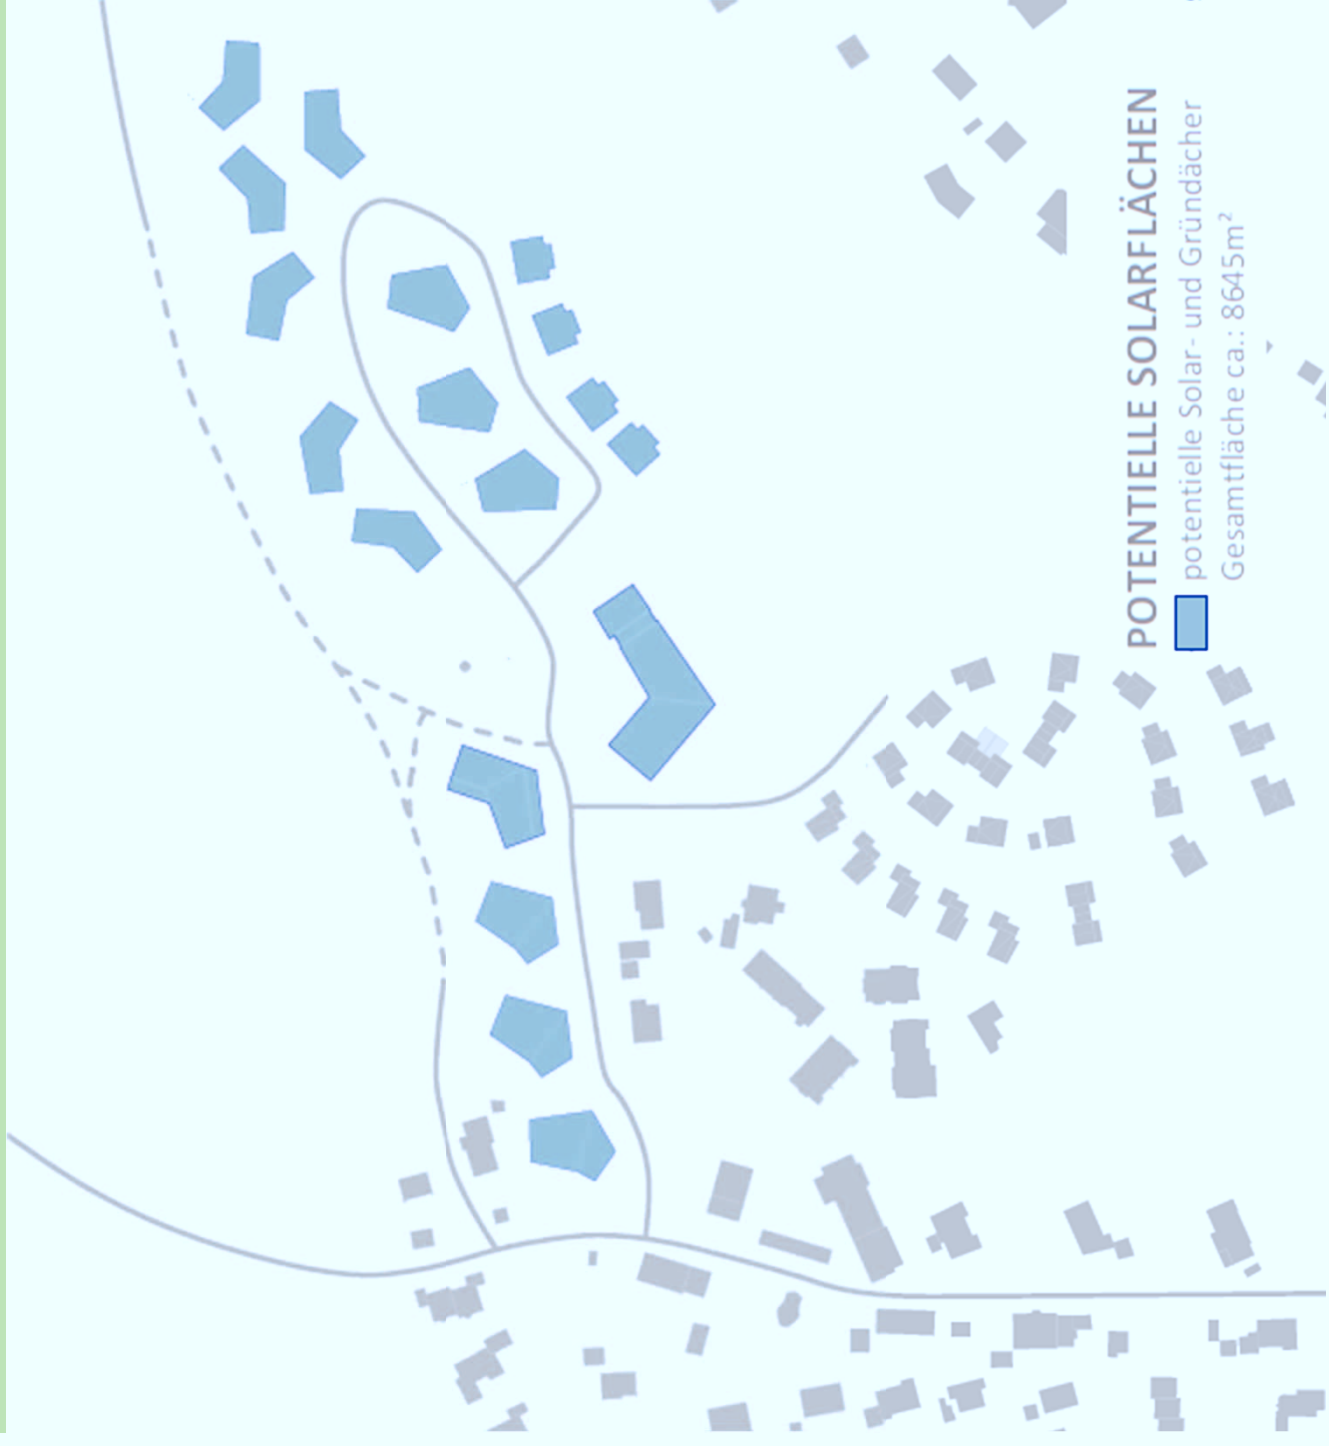 POTENTIELLE SOLARFLÄCHEN
potentielle Solar- und Gründächer
Gesamtfläche ca.: 8645m²